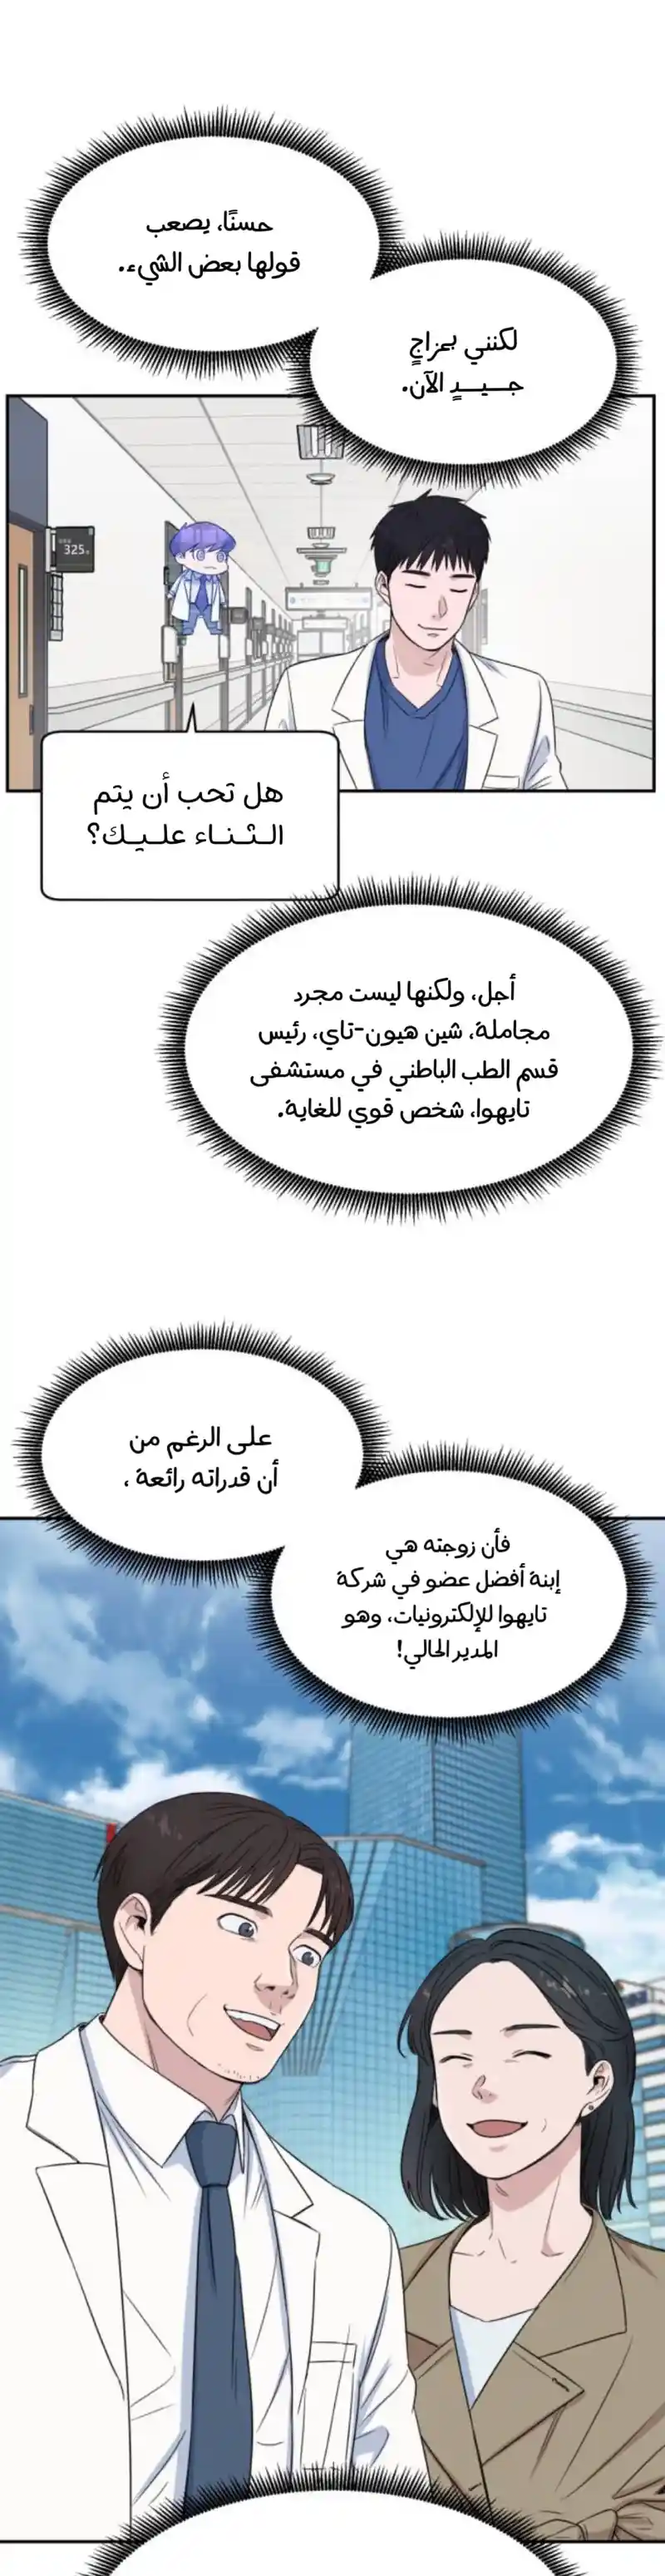 حسنًا، يصعب
قولها بعض الشيء.
لكنني بمزاجٍ
جـــيـــدٍ الآن.
325
هل تحب أن يتم
الـثـنـاء عـلـيـك؟
أجل، ولكنها ليست مجرد
مجاملة، شين هيون-تاي، رئيس
قسم الطب الباطني في مستشفى
تايهوا، شخص قوي للغاية.
على الرغم من
أن قدراته رائعة ،
فأن زوجته هي
إبنة أفضل عضو في شركة
تايهوا للإلكترونيات، وهو
المدير الحالي!